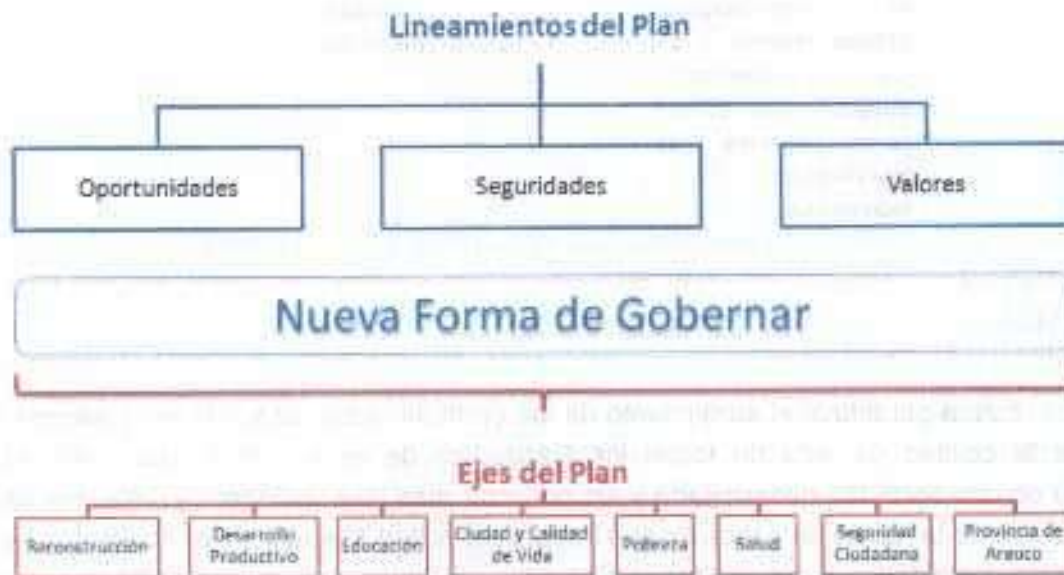 Lineamientos del Plan
Oportunidades
Seguridades
Valores
Nueva Forma de Gobernar
Ejes del Plan
Reconstrucción
Desarrollo
Productivo
Educación
Ciudad y Calidad
de Vida
Pobreza
Salud
Seguridad
Ciudadana
Provincia de
Arauco